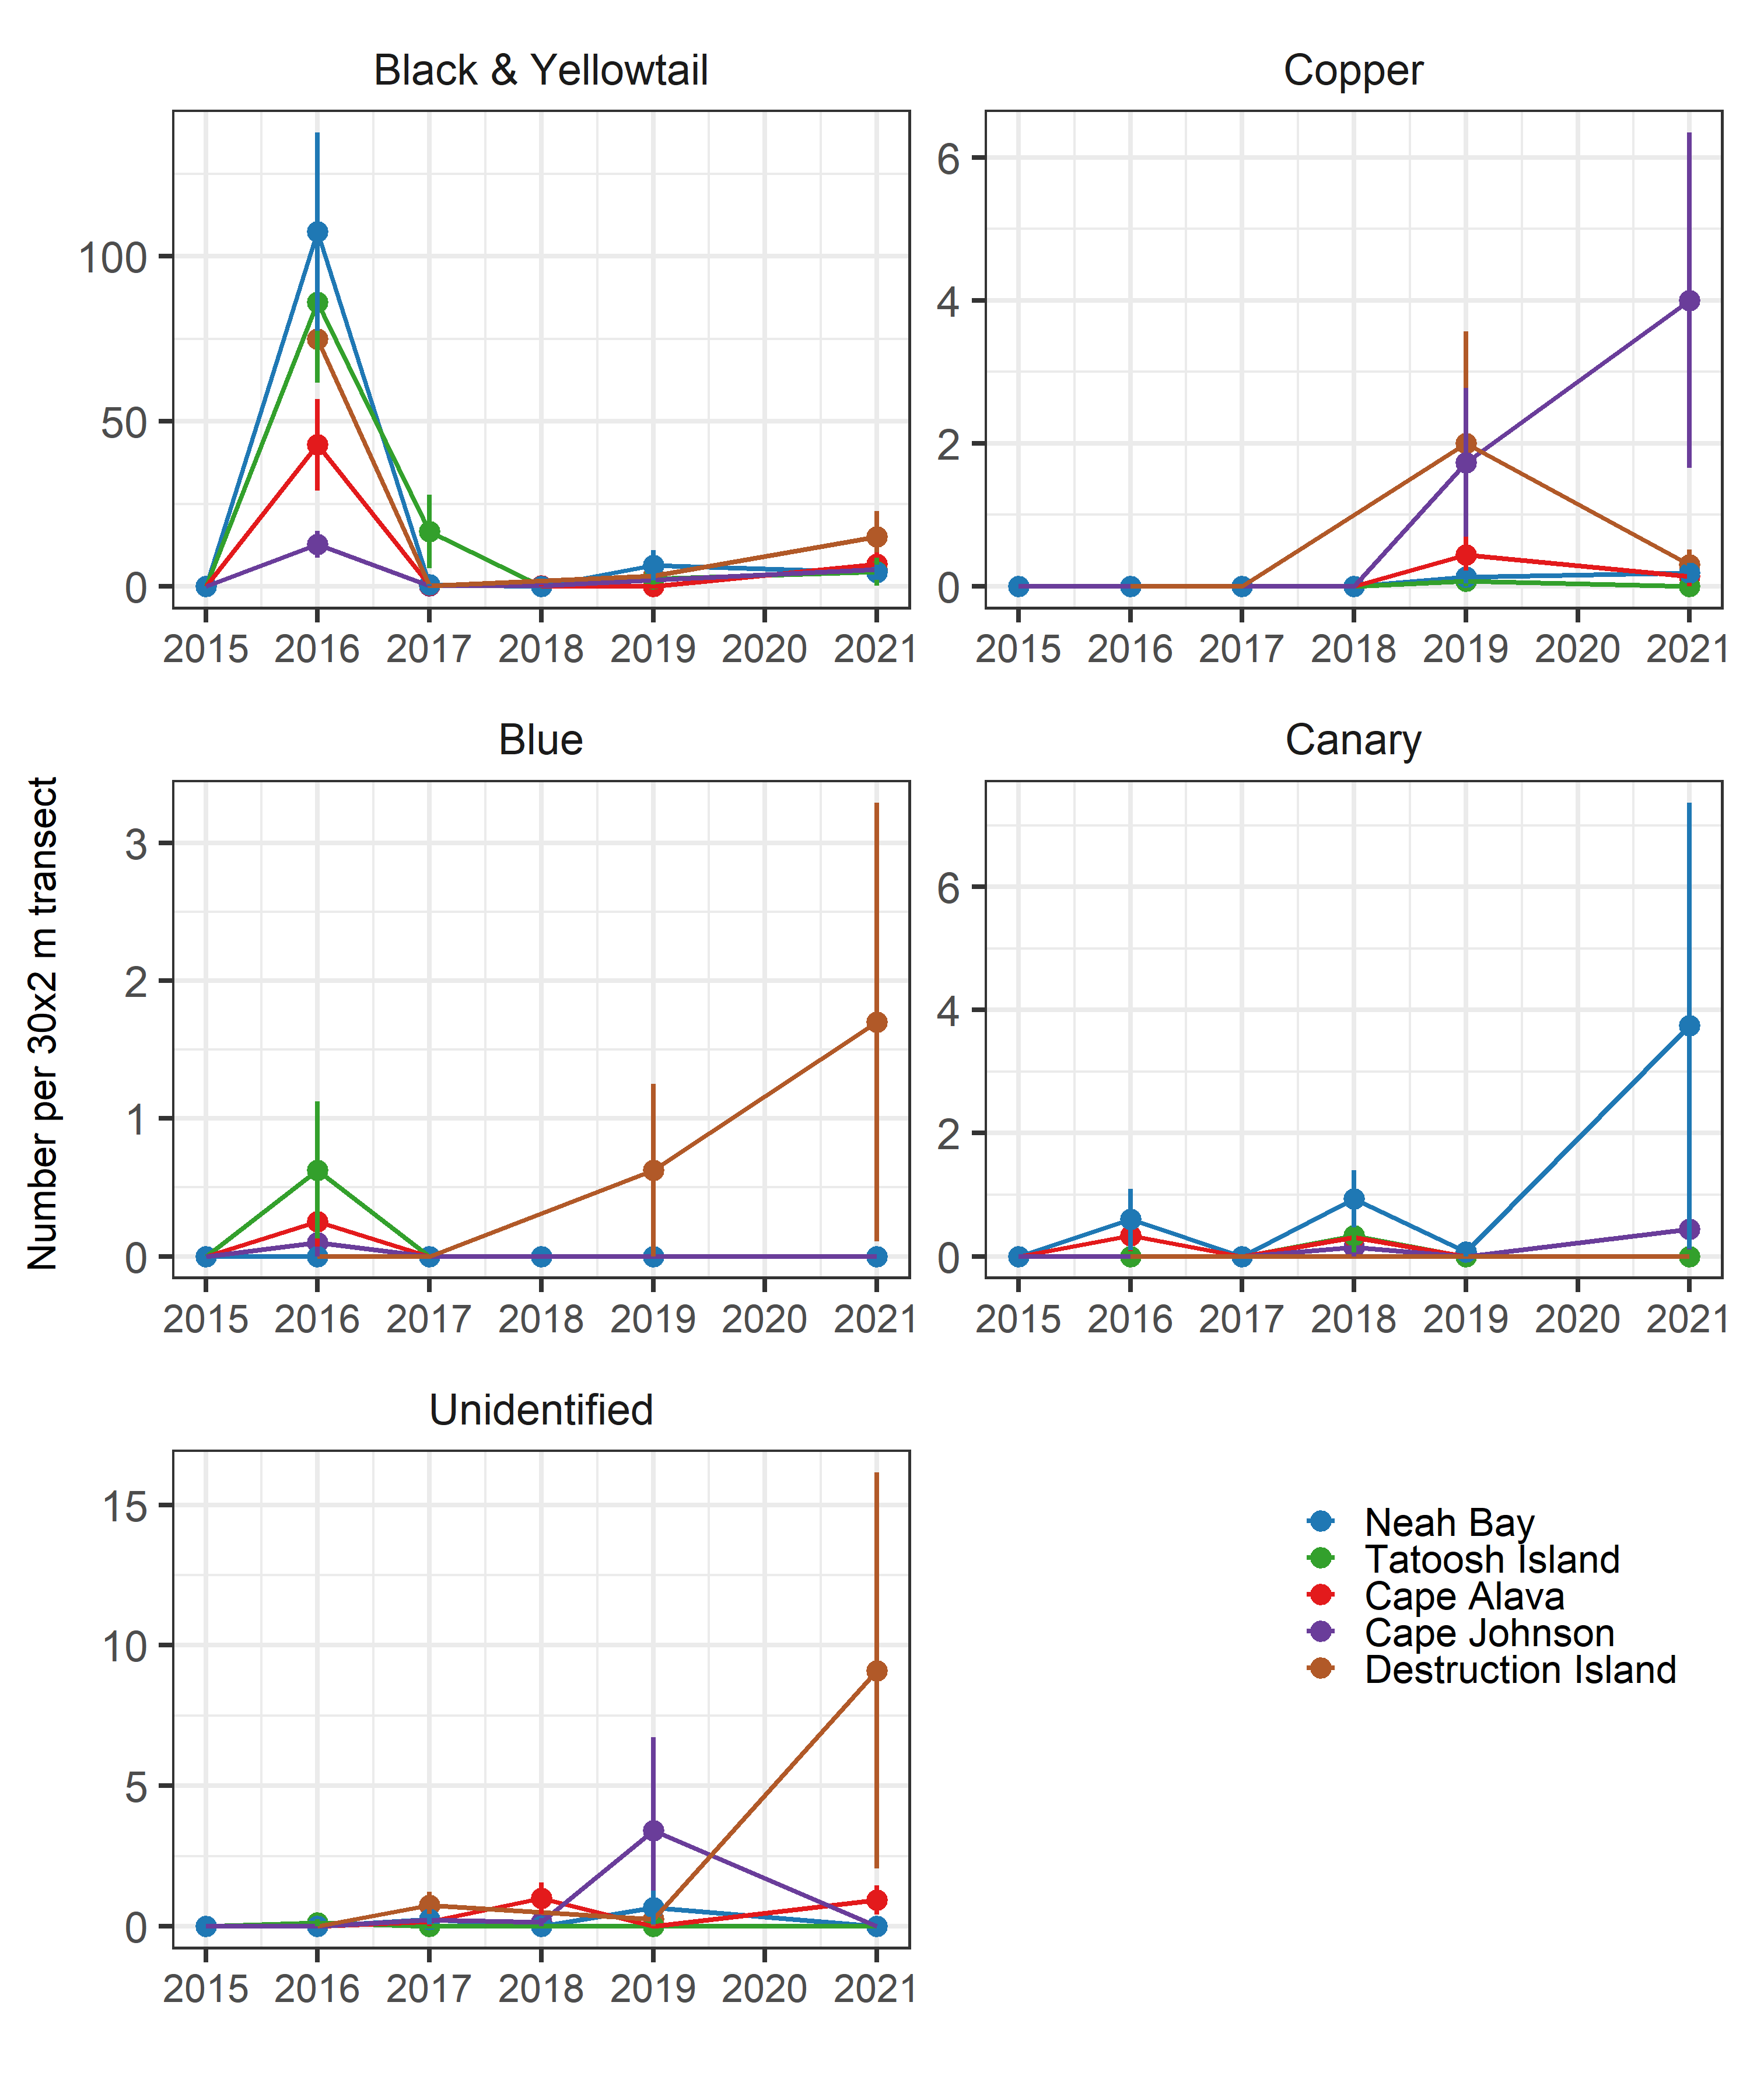 Black & Yellowtail
Copper
100
50
0
6
4
2
0
2015 2016 2017 2018 2019 2020 2021
2015 2016 2017 2018 2019 2020 2021
Number per 30x2 m transect
Blue
Canary
3
2
1
0
6
4
2
0
2015 2016 2017 2018 2019 2020 2021
2015 2016 2017 2018 2019 2020 2021
Unidentified
15
10
5
0
2015 2016 2017 2018 2019 2020 2021
Neah Bay
Tatoosh Island
Cape Alava
Cape Johnson
Destruction Island